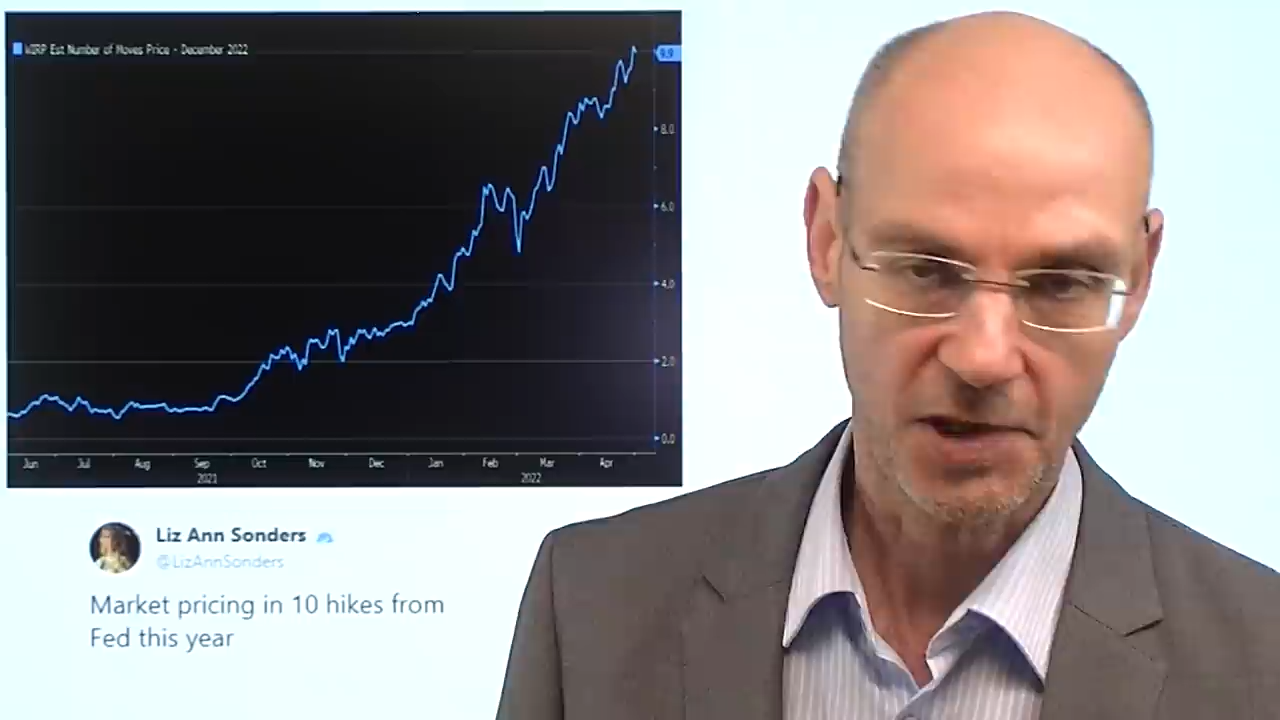 WIRP Est Number of Moves Price - December 2022
9.9
8.0
6.0
4.0
2.0
0.0
Jun Jul Aug Sep Oct Nov Dec Jan Feb Mar Apr
2021 2022
Liz Ann Sonders
@LizAnnSonders
Market pricing in 10 hikes from
Fed this year